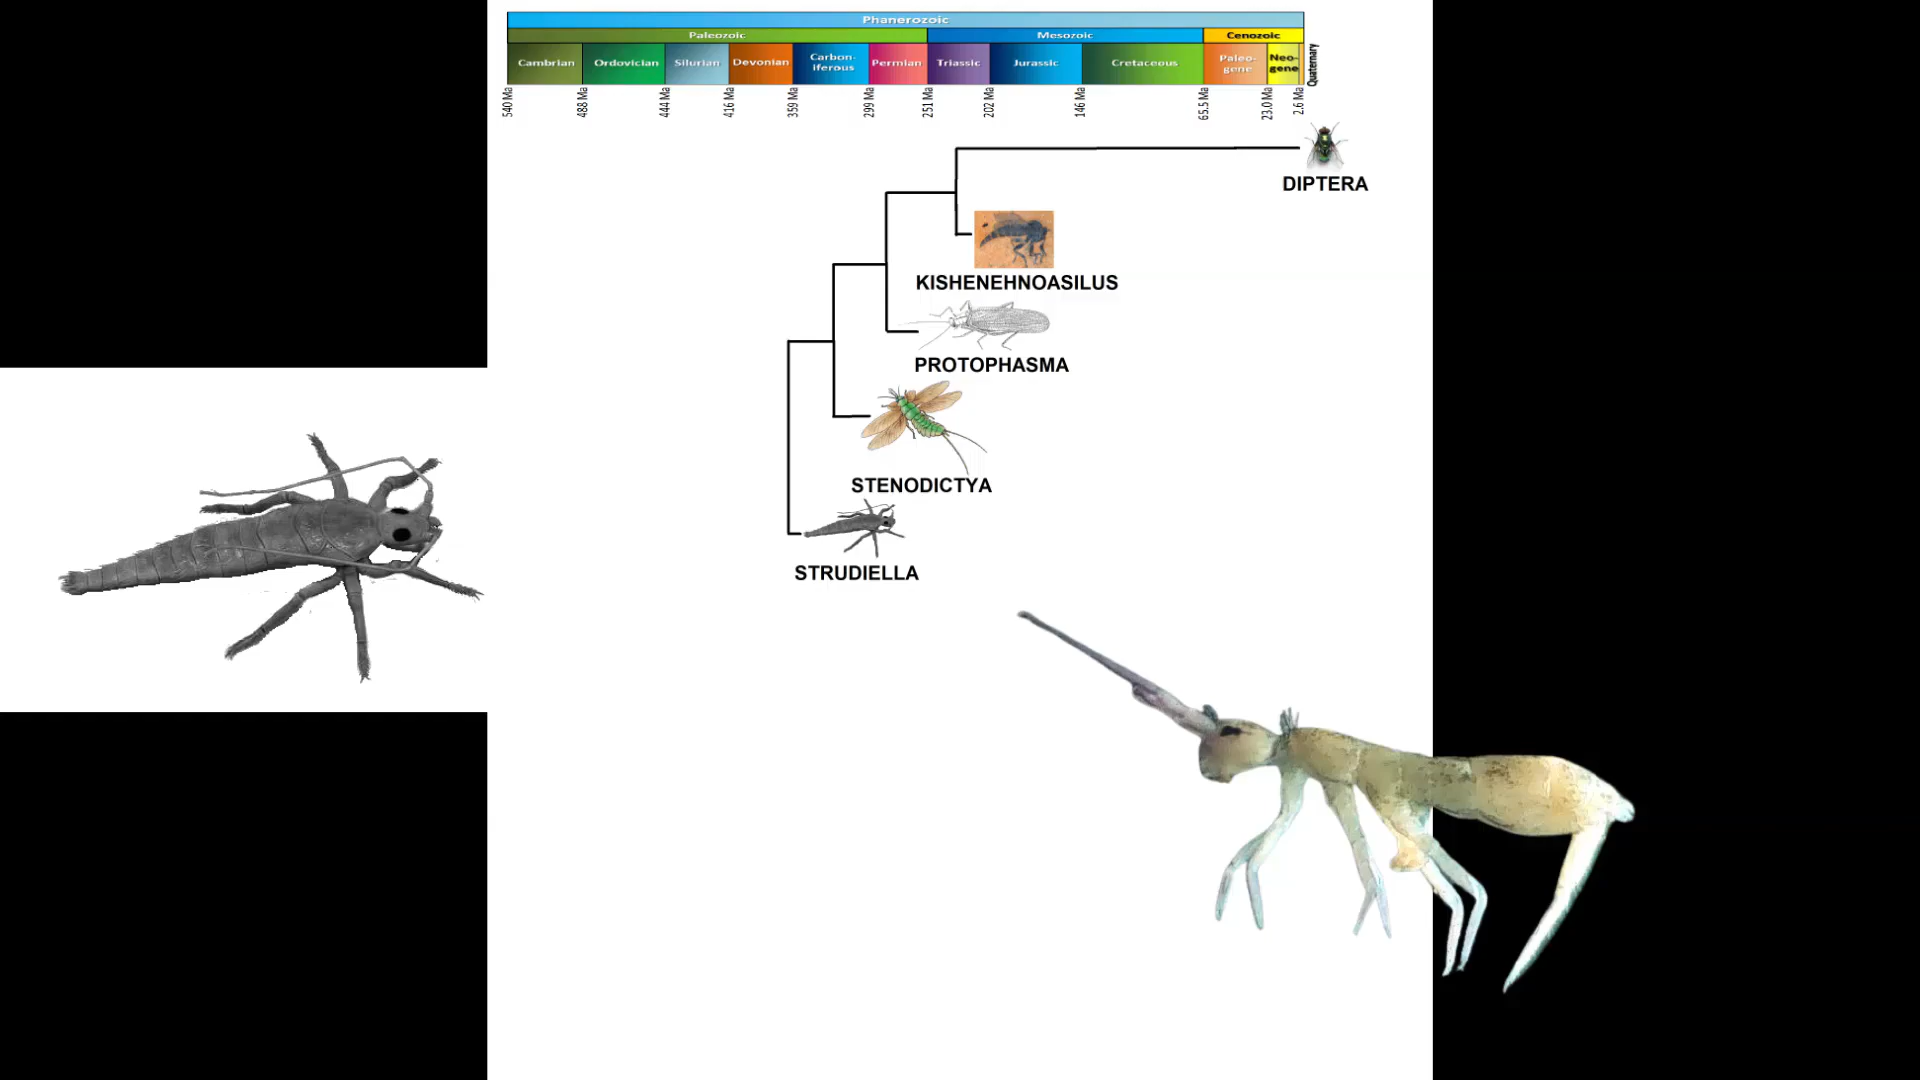 Phanerozoic
Paleozoic Mesozoic Cenozoic
Cambrian Ordovician Silurian Devonian Carbon-
iferous Permian Triassic Jurassic Cretaceous Paleo-
gene Neo-
gene Quaternary
540 Ma 488 Ma 444 Ma 416 Ma 359 Ma 299 Ma 251 Ma 202 Ma 146 Ma 65.5 Ma 23.0 Ma 2.6 Ma
DIPTERA
KISHENEHNOASILUS
PROTOPHASMA
STENODICTYA
STRUDIELLA